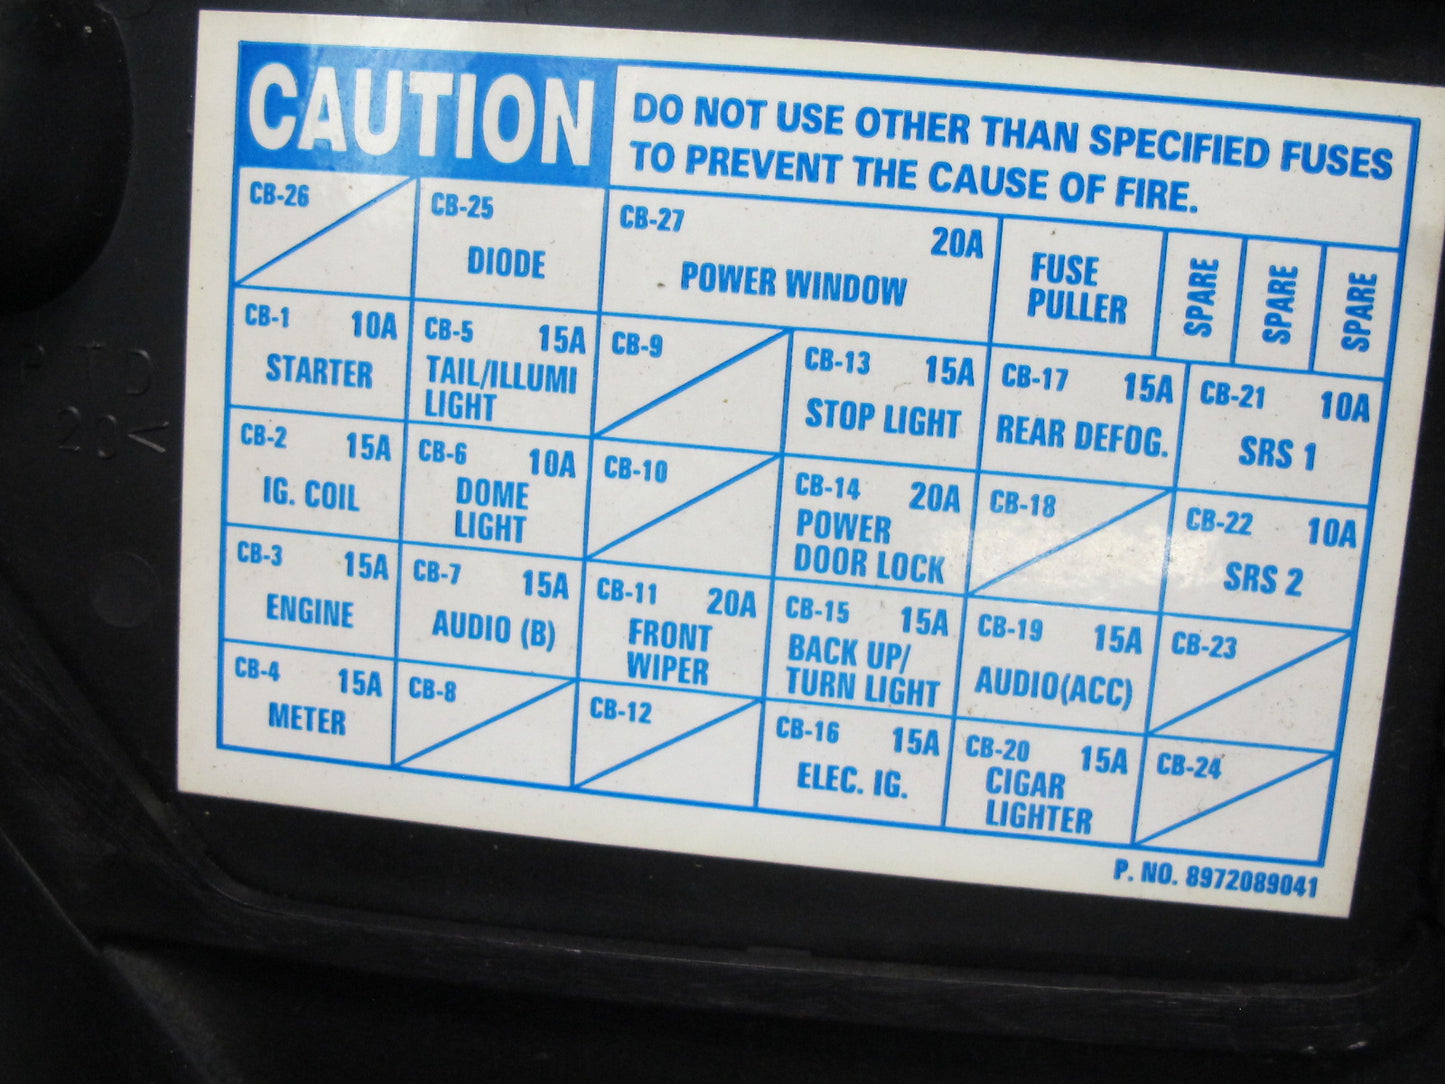 CAUTION
DO NOT USE OTHER THAN SPECIFIED FUSES
TO PREVENT THE CAUSE OF FIRE.
CB-26
CB-25
DIODE
CB-27
20A
POWER WINDOW
FUSE
PULLER
SPARE
SPARE
SPARE
CB-1 10A
STARTER
CB-5 15A
TAIL/ILLUMI
LIGHT
CB-9
CB-13 15A
STOP LIGHT
CB-17 15A
REAR DEFOG.
CB-21 10A
SRS 1
CB-2 15A
IG. COIL
CB-6 10A
DOME
LIGHT
CB-10
CB-14 20A
POWER
DOOR LOCK
CB-18
CB-22 10A
SRS 2
CB-3 15A
ENGINE
CB-7 15A
AUDIO (B)
CB-11 20A
FRONT
WIPER
CB-15 15A
BACK UP/
TURN LIGHT
CB-19 15A
AUDIO(ACC)
CB-23
CB-4 15A
METER
CB-8
CB-12
CB-16 15A
ELEC. IG.
CB-20 15A
CIGAR
LIGHTER
CB-24
P. NO. 8972089041